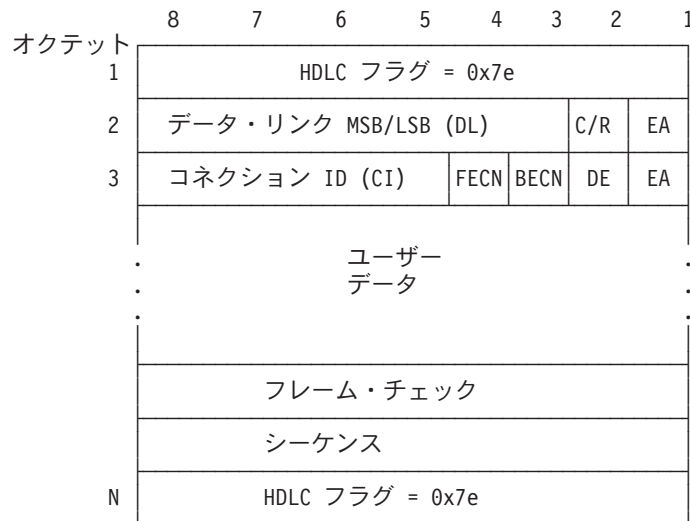 8 7 6 5 4 3 2 1
オクテット
1 HDLC フラグ = 0x7e
2 データ・リンク MSB/LSB (DL) C/R EA
3 コネクション ID (CI) FECN BECN DE EA
ユーザー
データ
フレーム・チェック
シーケンス
N HDLC フラグ = 0x7e